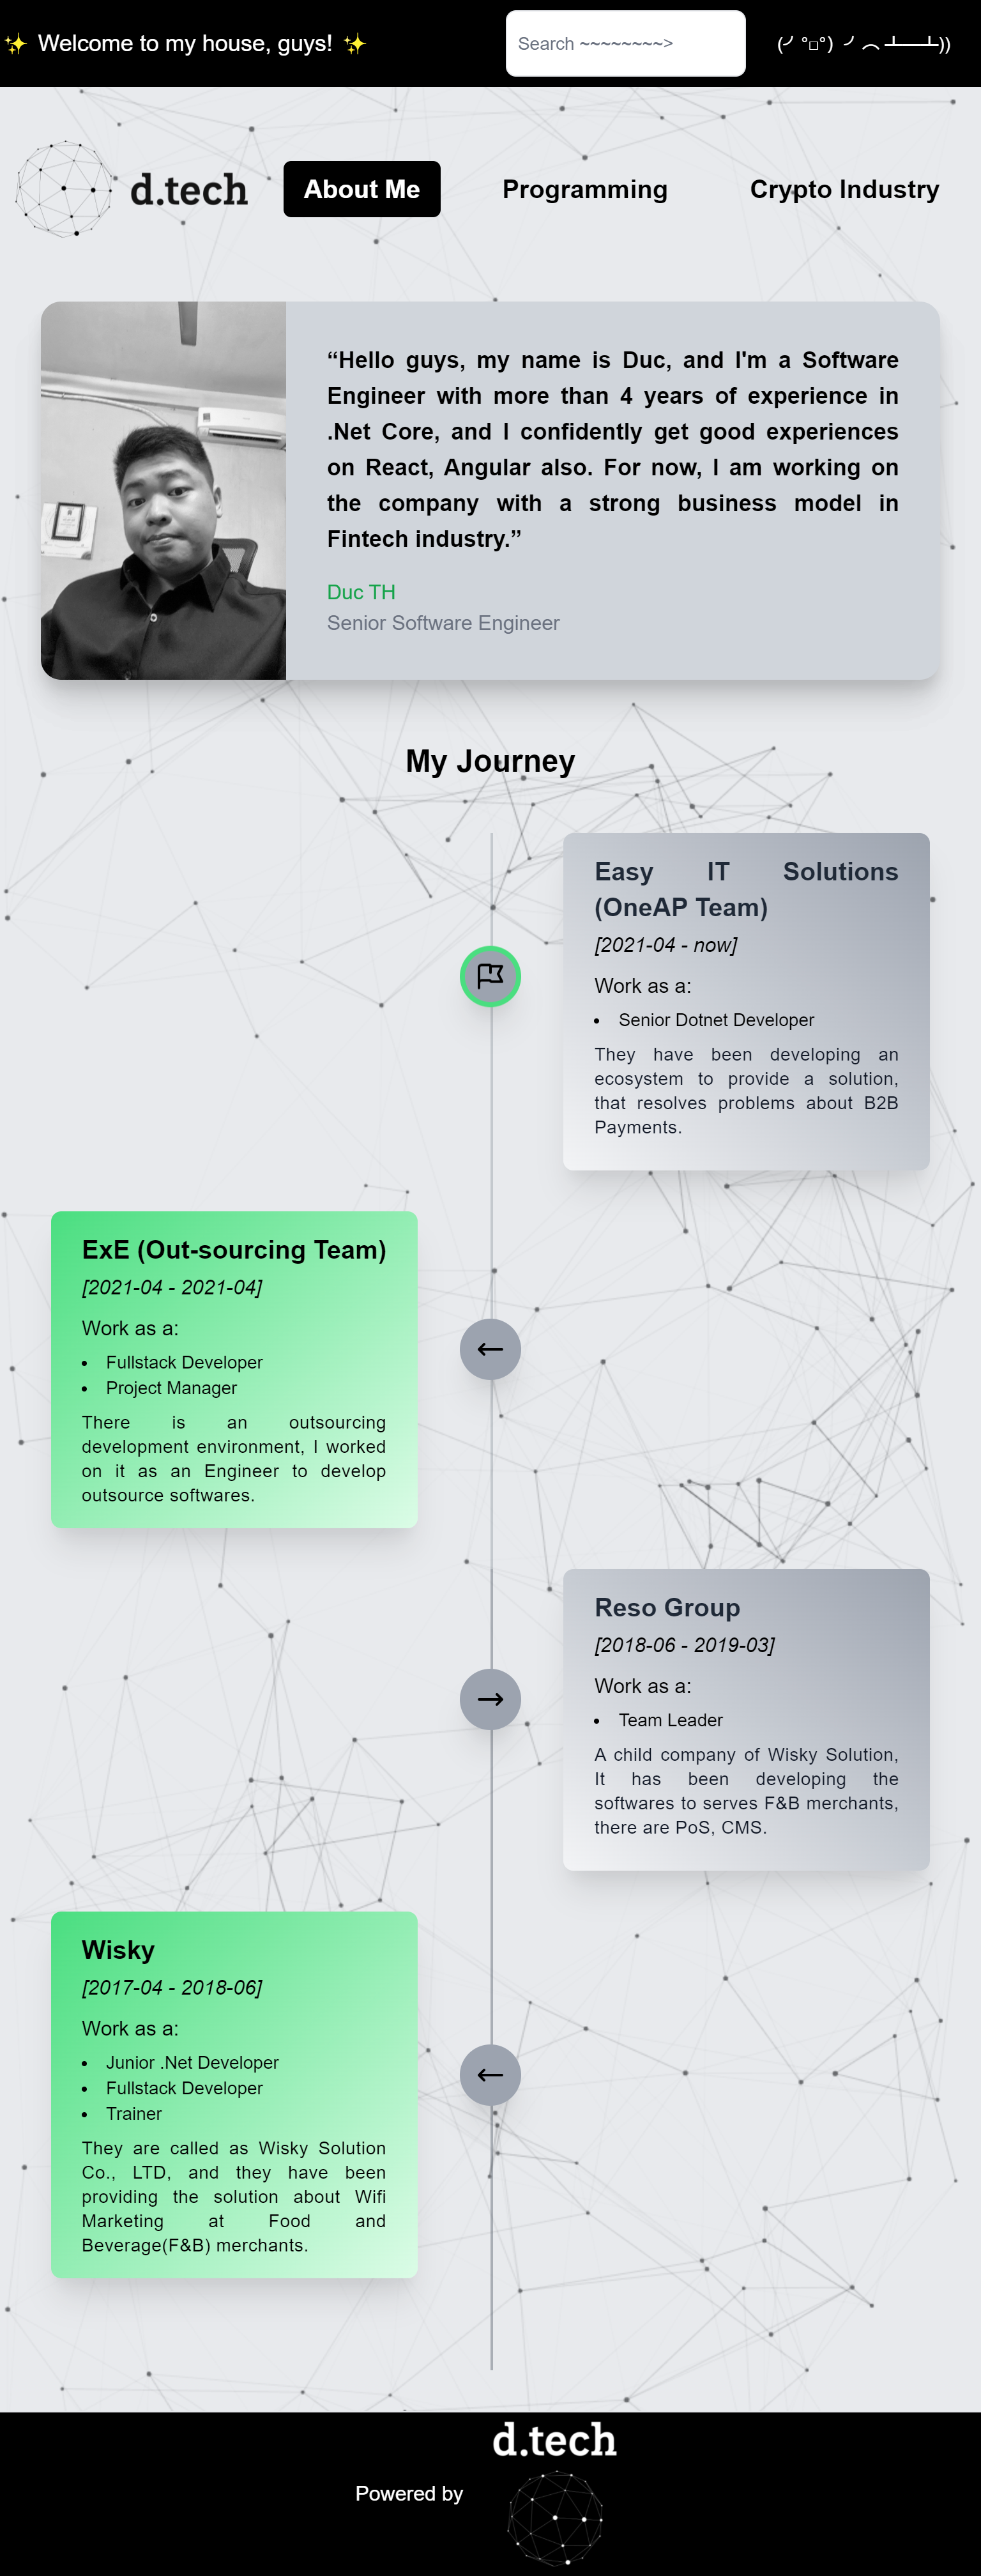 ✨ Welcome to my house, guys! ✨
Search ~~~~~~~~>
(╯°□°)╯︵ ┻━┻))
d.tech
About Me
Programming
Crypto Industry
“Hello guys, my name is Duc, and I'm a Software
Engineer with more than 4 years of experience in
.Net Core, and I confidently get good experiences
on React, Angular also. For now, I am working on
the company with a strong business model in
Fintech industry.”
Duc TH
Senior Software Engineer
My Journey
Easy IT Solutions
(OneAP Team)
[2021-04 - now]
Work as a:
• Senior Dotnet Developer
They have been developing an
ecosystem to provide a solution,
that resolves problems about B2B
Payments.
ExE (Out-sourcing Team)
[2021-04 - 2021-04]
Work as a:
• Fullstack Developer
• Project Manager
There is an outsourcing
development environment, I worked
on it as an Engineer to develop
outsource softwares.
Reso Group
[2018-06 - 2019-03]
Work as a:
• Team Leader
A child company of Wisky Solution,
It has been developing the
softwares to serves F&B merchants,
there are PoS, CMS.
Wisky
[2017-04 - 2018-06]
Work as a:
• Junior .Net Developer
• Fullstack Developer
• Trainer
They are called as Wisky Solution
Co., LTD, and they have been
providing the solution about Wifi
Marketing at Food and
Beverage(F&B) merchants.
d.tech
Powered by